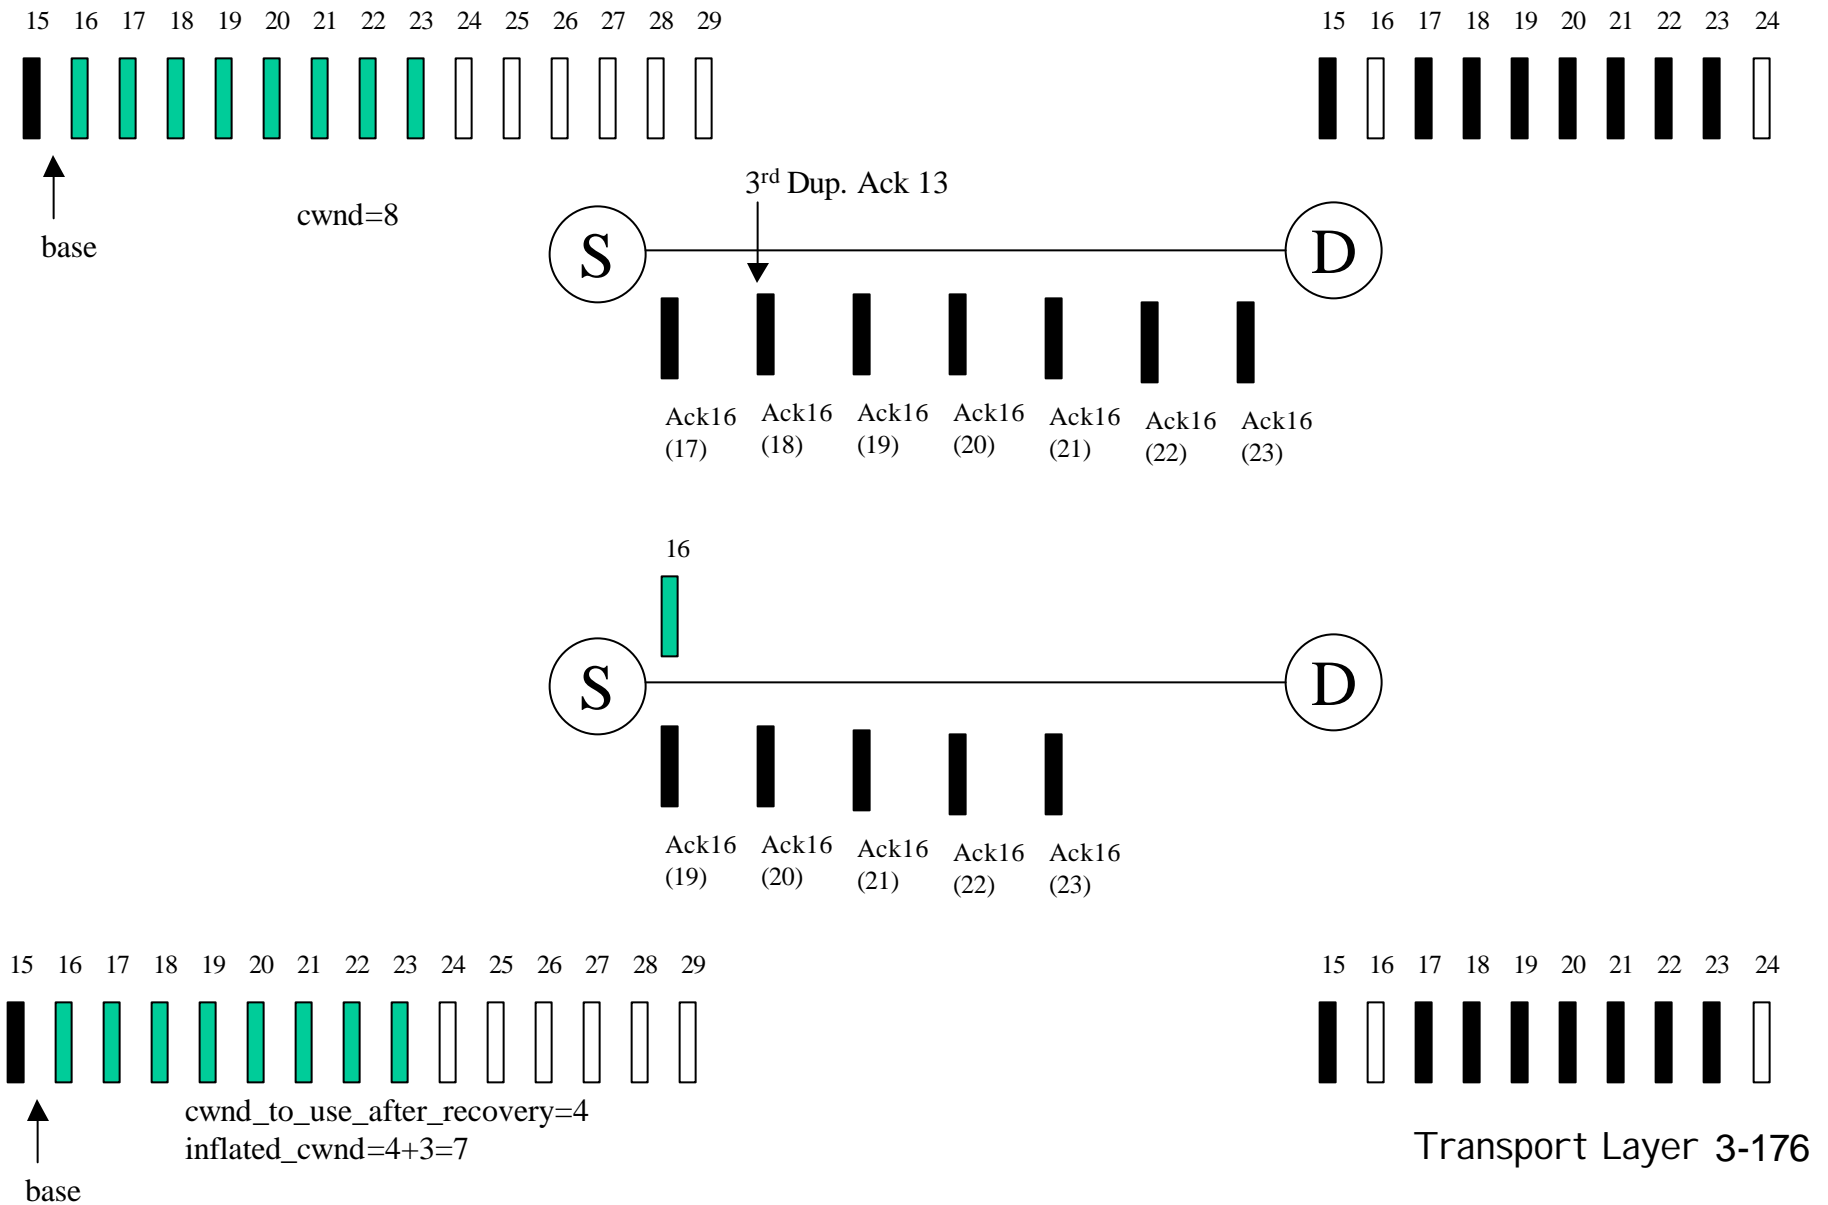 15 16 17 18 19 20 21 22 23 24 25 26 27 28 29
15 16 17 18 19 20 21 22 23 24
3rd Dup. Ack 13
cwnd=8
base
S
D
Ack16 Ack16 Ack16 Ack16 Ack16 Ack16 Ack16
(17) (18) (19) (20) (21) (22) (23)
16
S
D
Ack16 Ack16 Ack16 Ack16 Ack16
(19) (20) (21) (22) (23)
15 16 17 18 19 20 21 22 23 24 25 26 27 28 29
15 16 17 18 19 20 21 22 23 24
cwnd_to_use_after_recovery=4
inflated_cwnd=4+3=7
base
Transport Layer 3-176